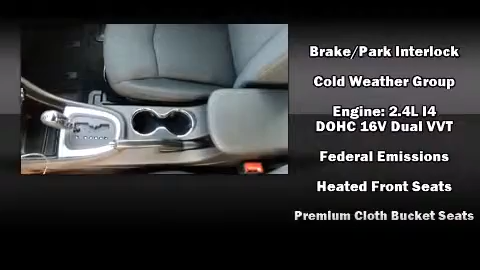 Brake/Park Interlock
Cold Weather Group
Engine: 2.4L I4
DOHC 16V Dual VVT
Federal Emissions
Heated Front Seats
Premium Cloth Bucket Seats